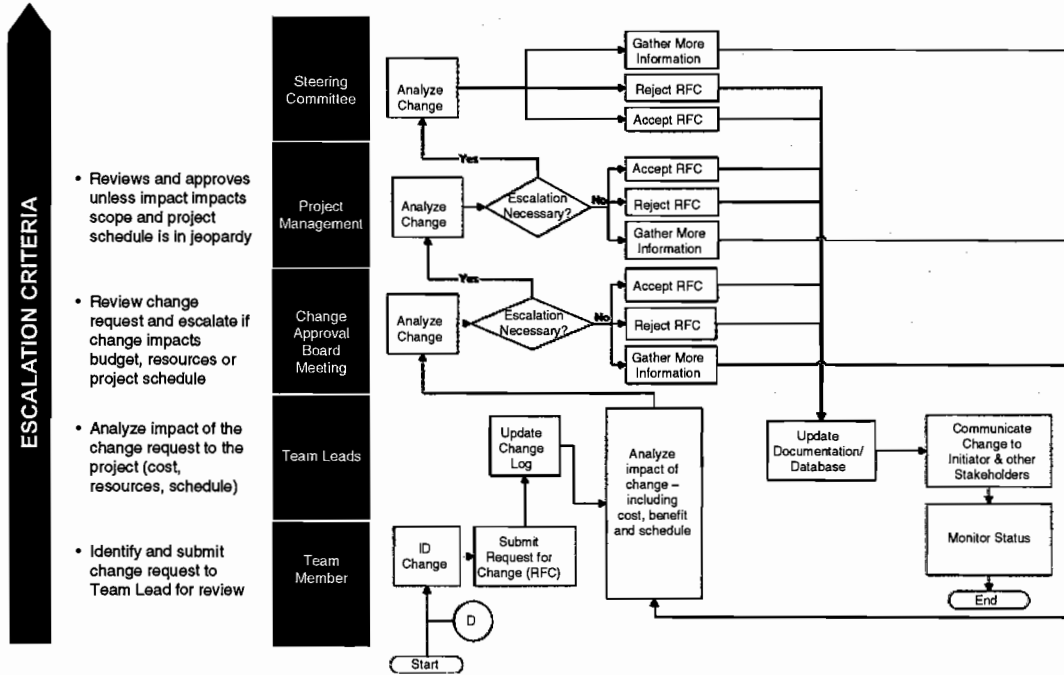 ESCALATION CRITERIA
• Reviews and approves
unless impact impacts
scope and project
schedule is in jeopardy
• Review change
request and escalate if
change impacts
budget, resources or
project schedule
• Analyze impact of the
change request to the
project (cost,
resources, schedule)
• Identify and submit
change request to
Team Lead for review
Steering
Committee
Analyze
Change
Gather More
Information
Reject RFC
Accept RFC
Yes
Project
Management
Analyze
Change
Escalation
Necessary?
No
Accept RFC
Reject RFC
Gather More
Information
Yes
Change
Approval
Board
Meeting
Analyze
Change
Escalation
Necessary?
No
Accept RFC
Reject RFC
Gather More
Information
Team Leads
Update
Change
Log
Analyze
impact of
change –
including
cost, benefit
and schedule
Update
Documentation/
Database
Communicate
Change to
Initiator & other
Stakeholders
Team
Member
ID
Change
Submit
Request for
Change (RFC)
Monitor Status
End
D
Start